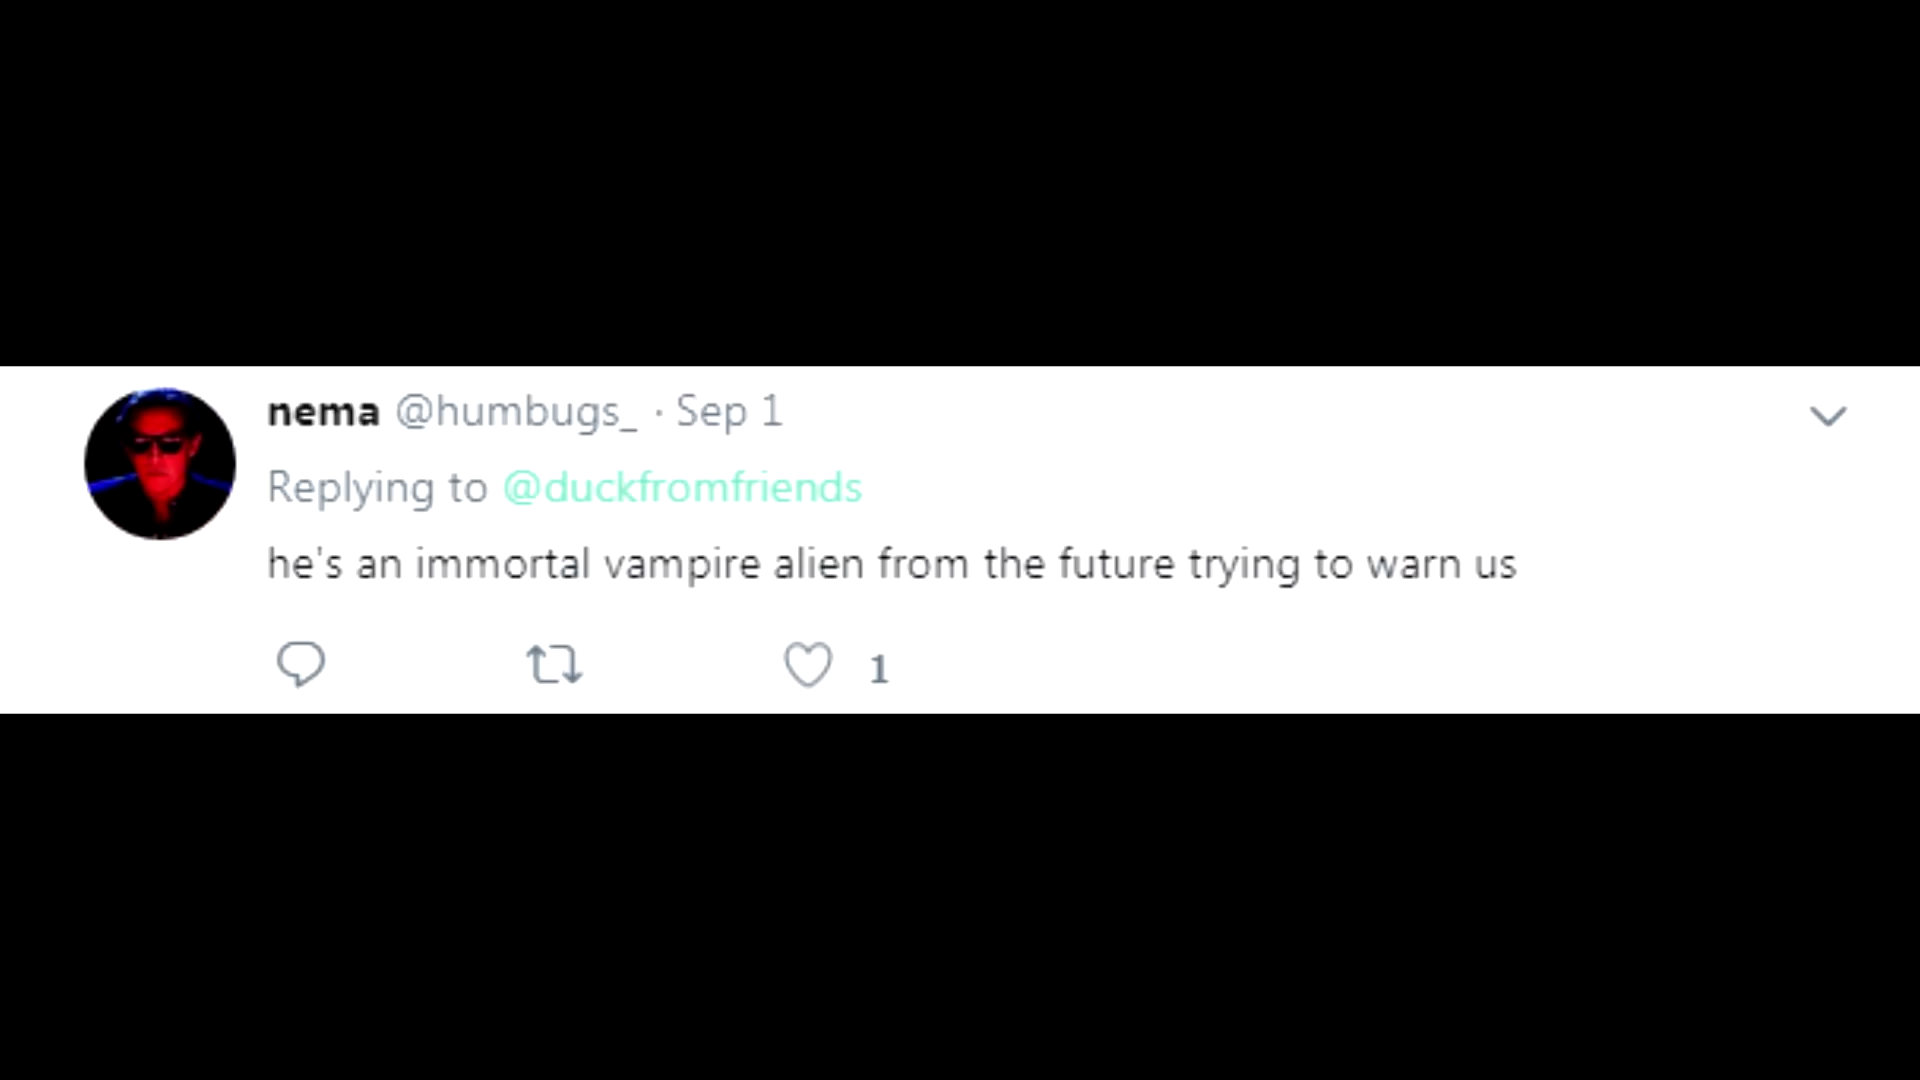 nema @humbugs_ · Sep 1
Replying to @duckfromfriends
he's an immortal vampire alien from the future trying to warn us
1